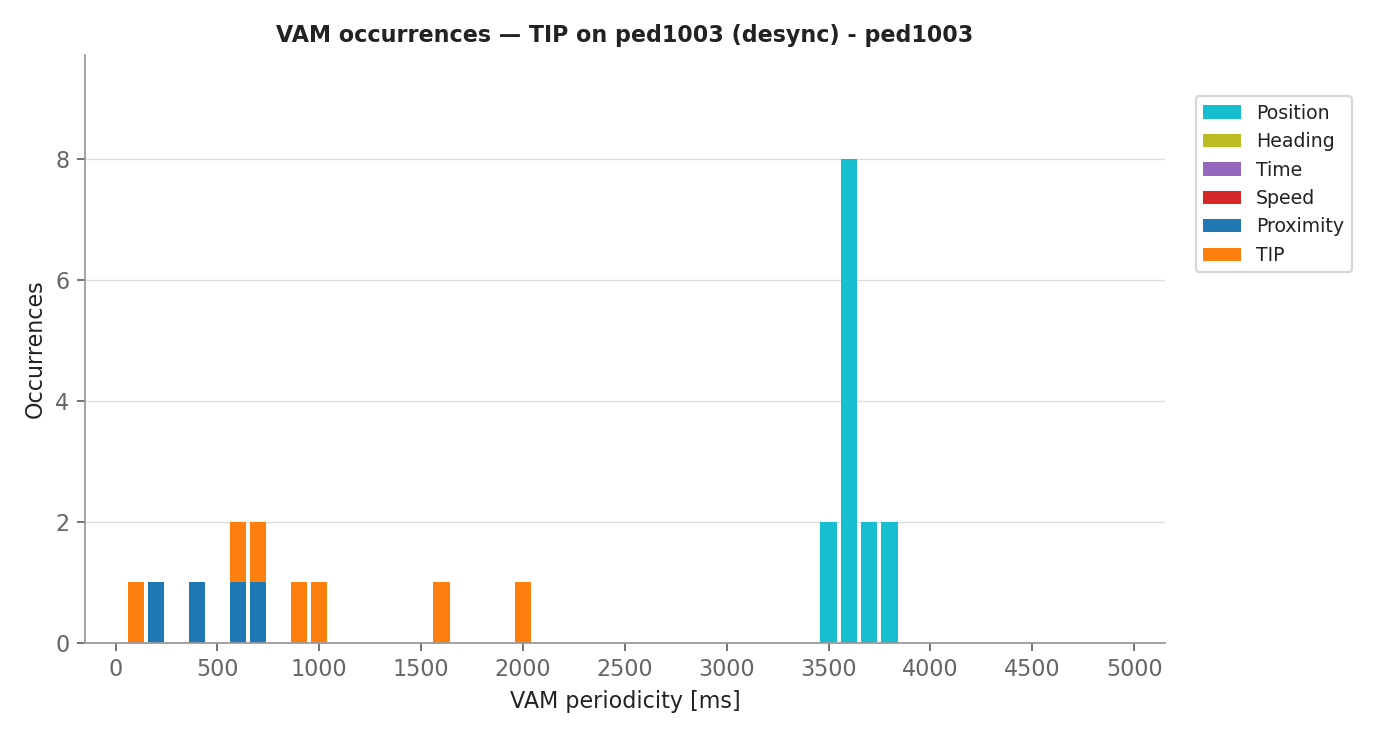 VAM occurrences — TIP on ped1003 (desync) - ped1003
Position
Heading
Time
Speed
Proximity
TIP
Occurrences
8
6
4
2
0
0 500 1000 1500 2000 2500 3000 3500 4000 4500 5000
VAM periodicity [ms]